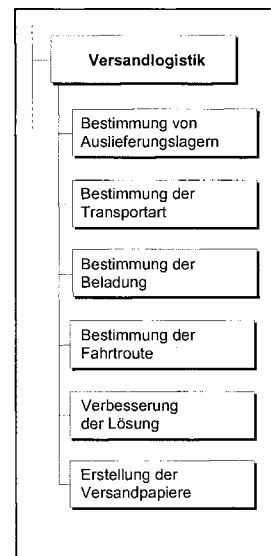 Versandlogistik
Bestimmung von
Auslieferungslagern
Bestimmung der
Transportart
Bestimmung der
Beladung
Bestimmung der
Fahrtroute
Verbesserung
der Lösung
Erstellung der
Versandpapiere